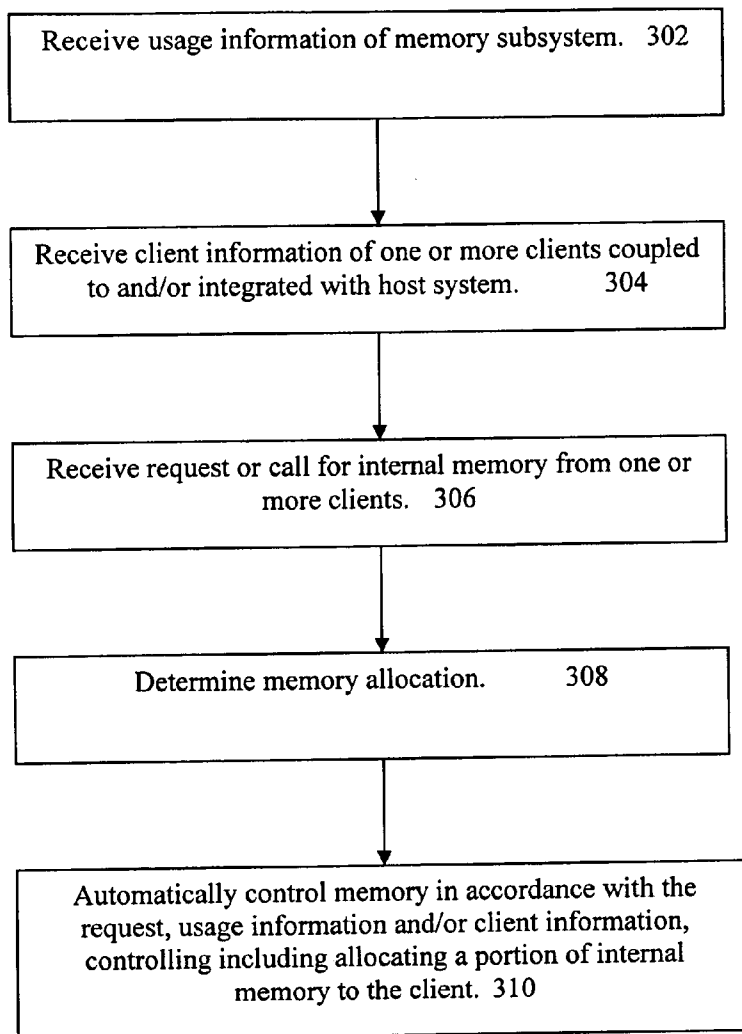 Receive usage information of memory subsystem. 302
Receive client information of one or more clients coupled
to and/or integrated with host system. 304
Receive request or call for internal memory from one or
more clients. 306
Determine memory allocation. 308
Automatically control memory in accordance with the
request, usage information and/or client information,
controlling including allocating a portion of internal
memory to the client. 310